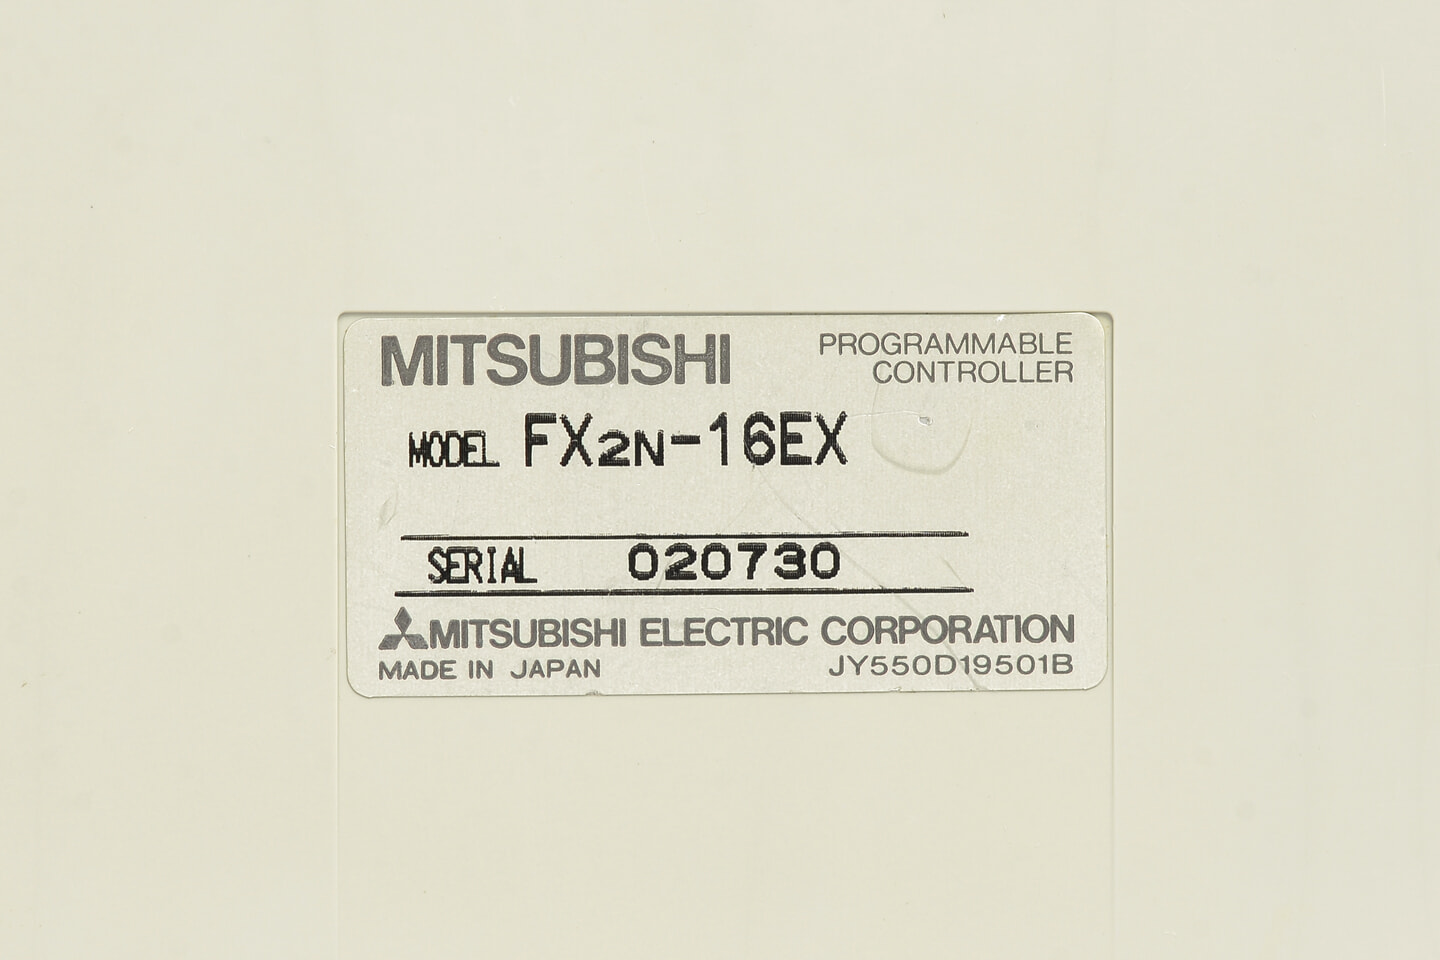 MITSUBISHI
PROGRAMMABLE
CONTROLLER
MODEL FX2N-16EX
SERIAL 020730
MITSUBISHI ELECTRIC CORPORATION
MADE IN JAPAN JY550D19501B